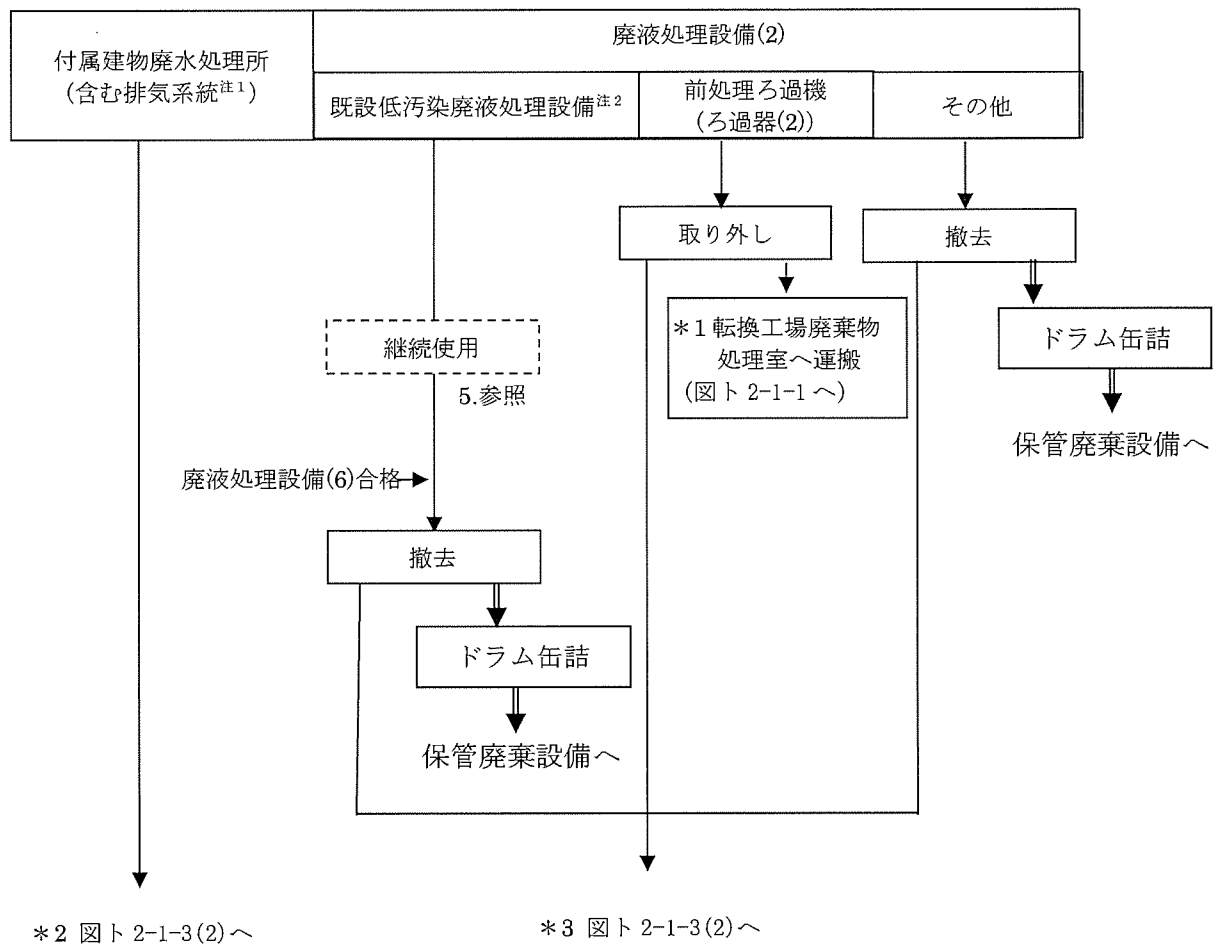 付属建物廃水処理所
(含む排気系統注1)
廃液処理設備(2)
既設低汚染廃液処理設備注2
前処理ろ過機
(ろ過器(2))
その他
取り外し
撤去
*1転換工場廃棄物
処理室へ運搬
(図ト2-1-1へ)
ドラム缶詰
保管廃棄設備へ
継続使用
5.参照
廃液処理設備(6)合格
撤去
ドラム缶詰
保管廃棄設備へ
*2 図ト2-1-3(2)へ
*3 図ト2-1-3(2)へ